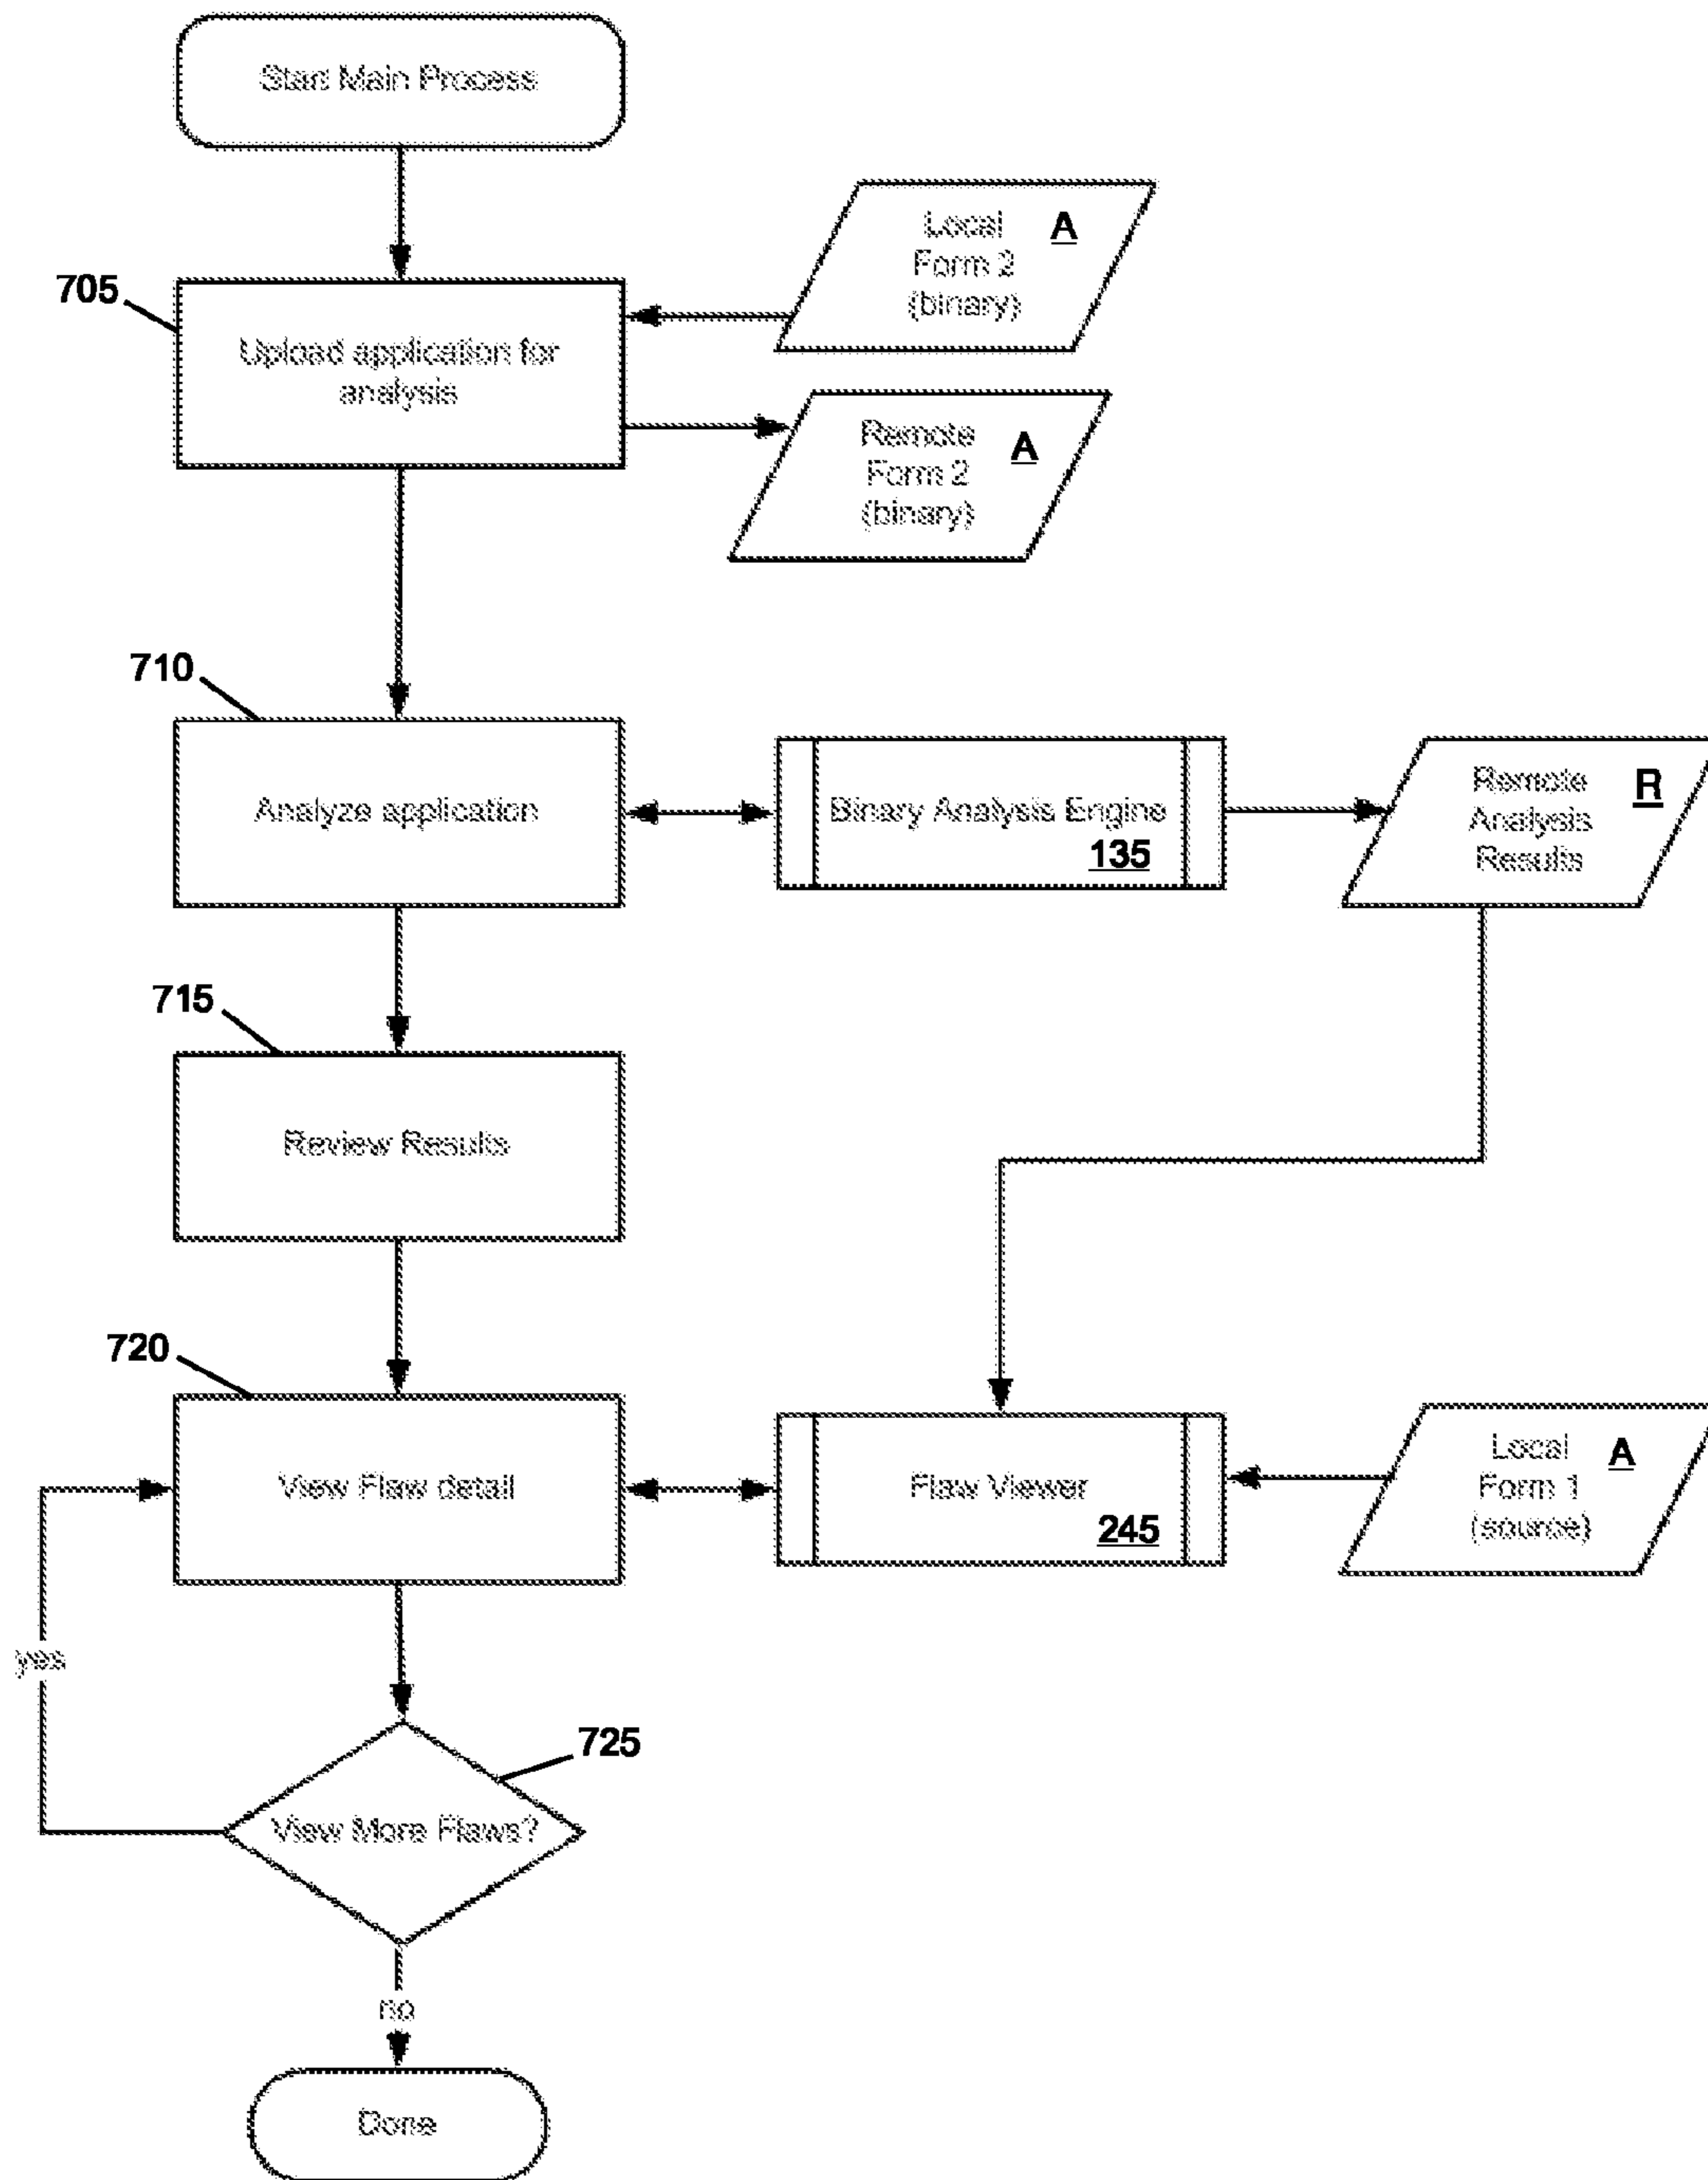 Start Main Process
Local
Form 2
(binary)
A
705
Upload application for
analysis
Remote
Form 2
(binary)
A
710
Analyze application
Binary Analysis Engine
135
Remote
Analysis
Results
R
715
Review Results
720
View Flaw detail
Flaw Viewer
245
Local
Form 1
(source)
A
yes
725
View More Flaws?
no
Done